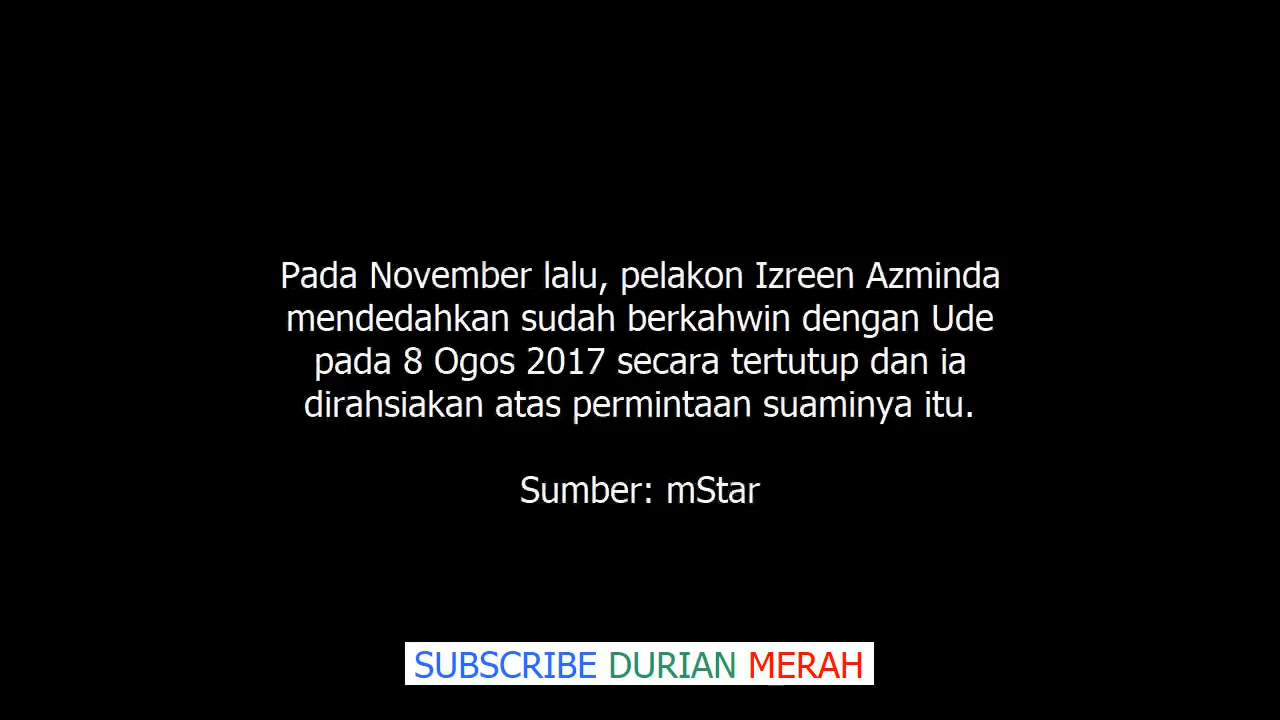 Pada November lalu, pelakon Izreen Azminda
mendedahkan sudah berkahwin dengan Ude
pada 8 Ogos 2017 secara tertutup dan ia
dirahsiakan atas permintaan suaminya itu.
Sumber: mStar
SUBSCRIBE DURIAN MERAH